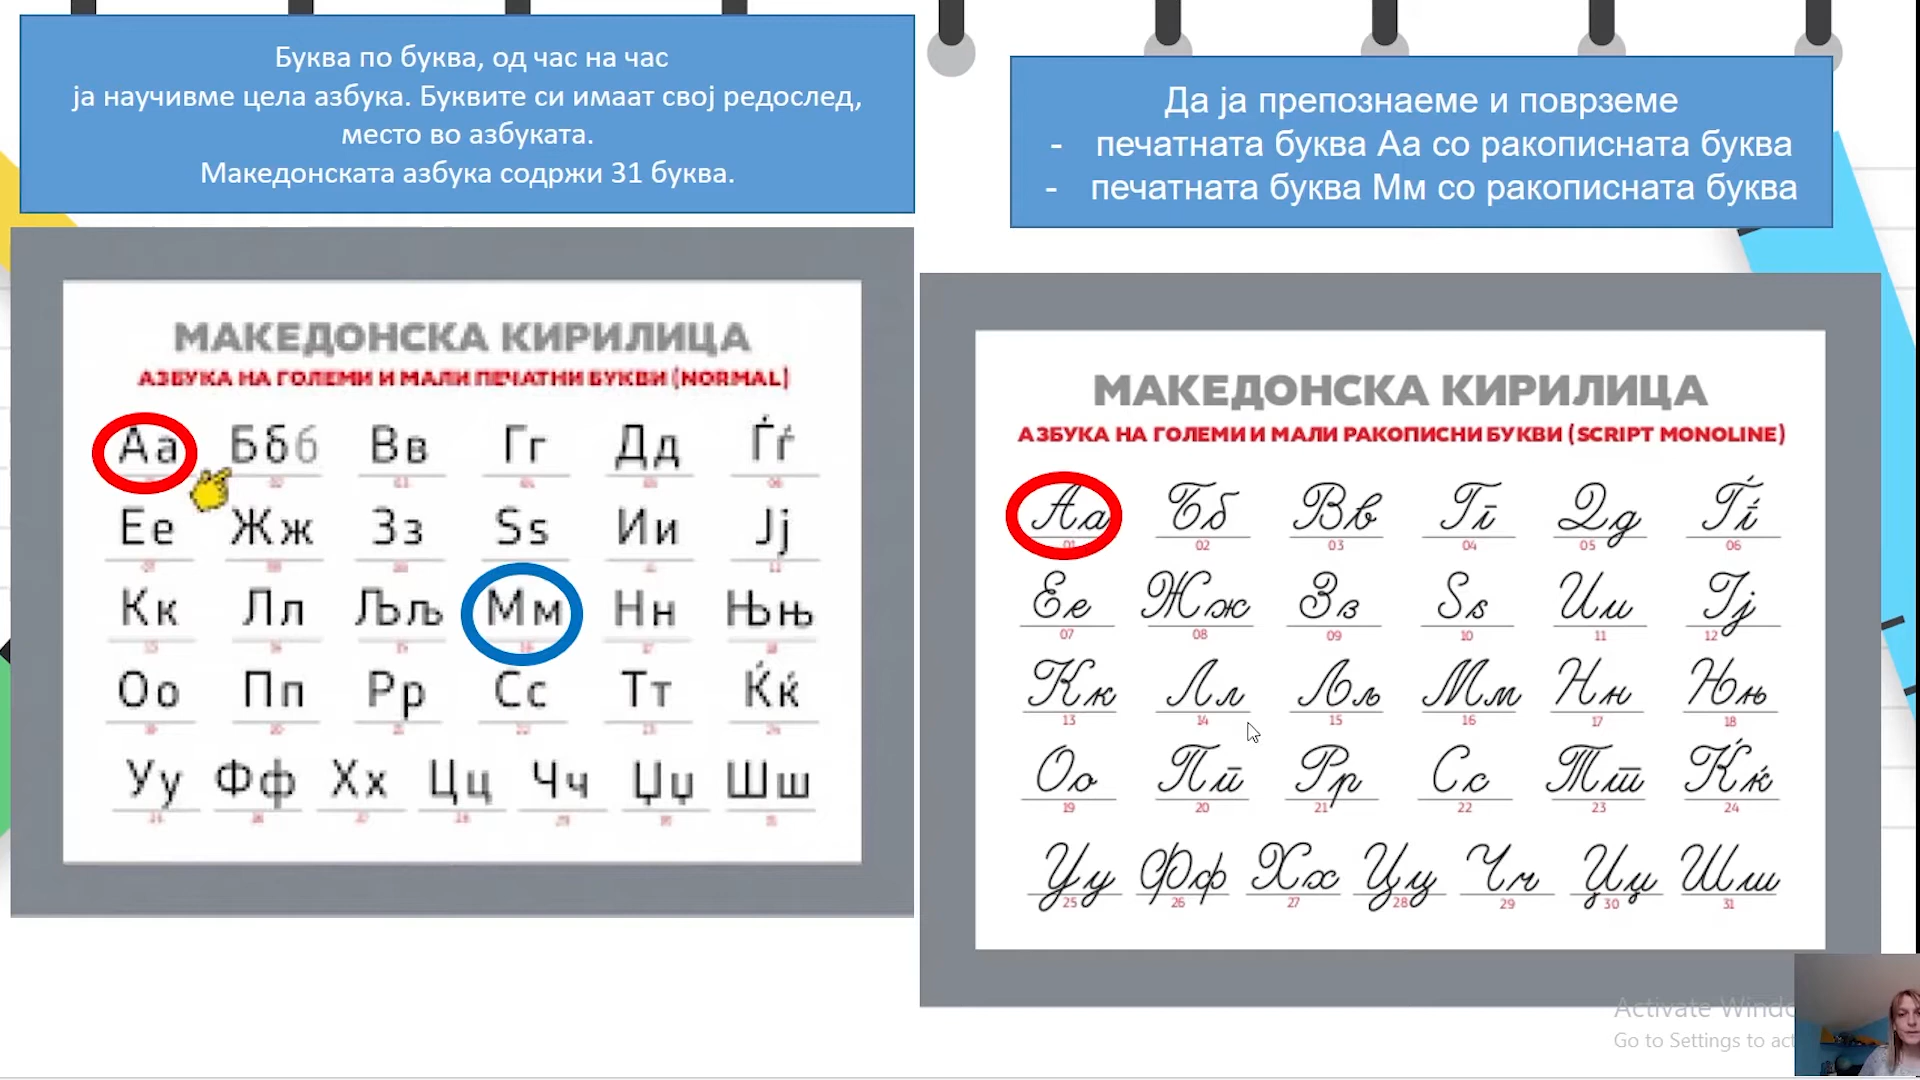 Буква по буква, од час на час
ја научивме цела азбука. Буквите си имаат свој редослед,
место во азбуката.
Македонската азбука содржи 31 буква.
МАКЕДОНСКА КИРИЛИЦА
АЗБУКА НА ГОЛЕМИ И МАЛИ ПЕЧАТНИ БУКВИ (NORMAL)
Аа Ббб Вв Гг Дд Ѓѓ
Ее Жж Зз Ѕѕ Ии Јј
Кк Лл Љљ Мм Нн Њњ
Оо Пп Рр Сс Тт Ќќ
Уу Фф Хх Цц Чч Џџ Шш
Да ја препознаеме и поврземе
- печатната буква Аа со ракописната буква
- печатната буква Мм со ракописната буква
МАКЕДОНСКА КИРИЛИЦА
АЗБУКА НА ГОЛЕМИ И МАЛИ РАКОПИСНИ БУКВИ (SCRIPT MONOLINE)
Аа Бб Вв Гг Дд Ѓѓ
01 02 03 04 05 06
Ее Жж Зз Ѕѕ Ии Јј
07 08 09 10 11 12
Кк Лл Љљ Мм Нн Њњ
13 14 15 16 17 18
Оо Пп Рр Сс Тт Ќќ
19 20 21 22 23 24
Уу Фф Хх Цц Чч Џџ Шш
25 26 27 28 29 30 31
Activate
Go to Settings to